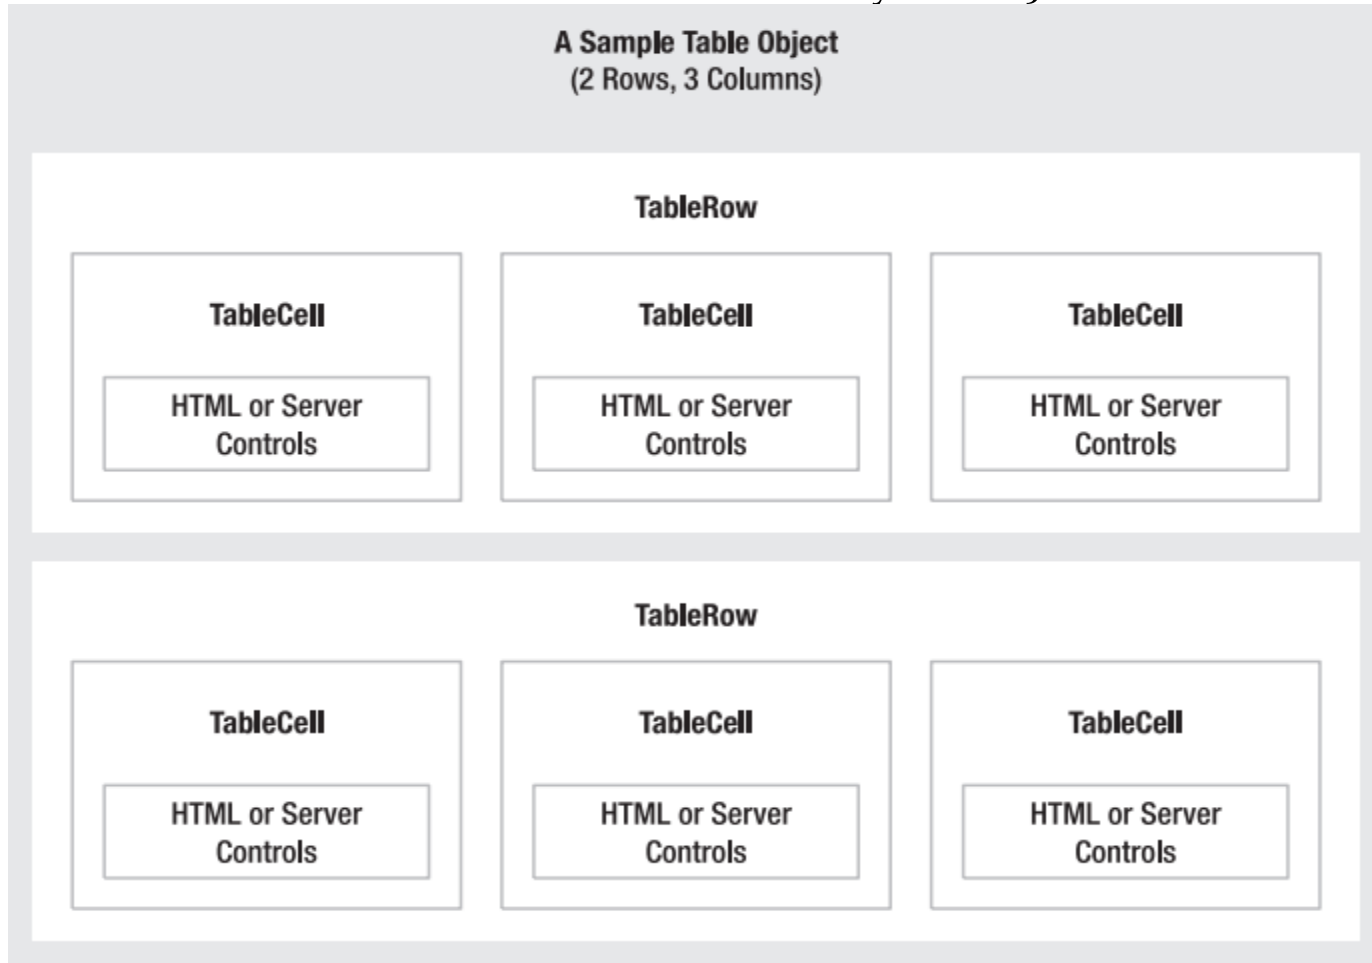 A Sample Table Object
(2 Rows, 3 Columns)
TableRow
TableCell
HTML or Server
Controls
TableCell
HTML or Server
Controls
TableCell
HTML or Server
Controls
TableRow
TableCell
HTML or Server
Controls
TableCell
HTML or Server
Controls
TableCell
HTML or Server
Controls